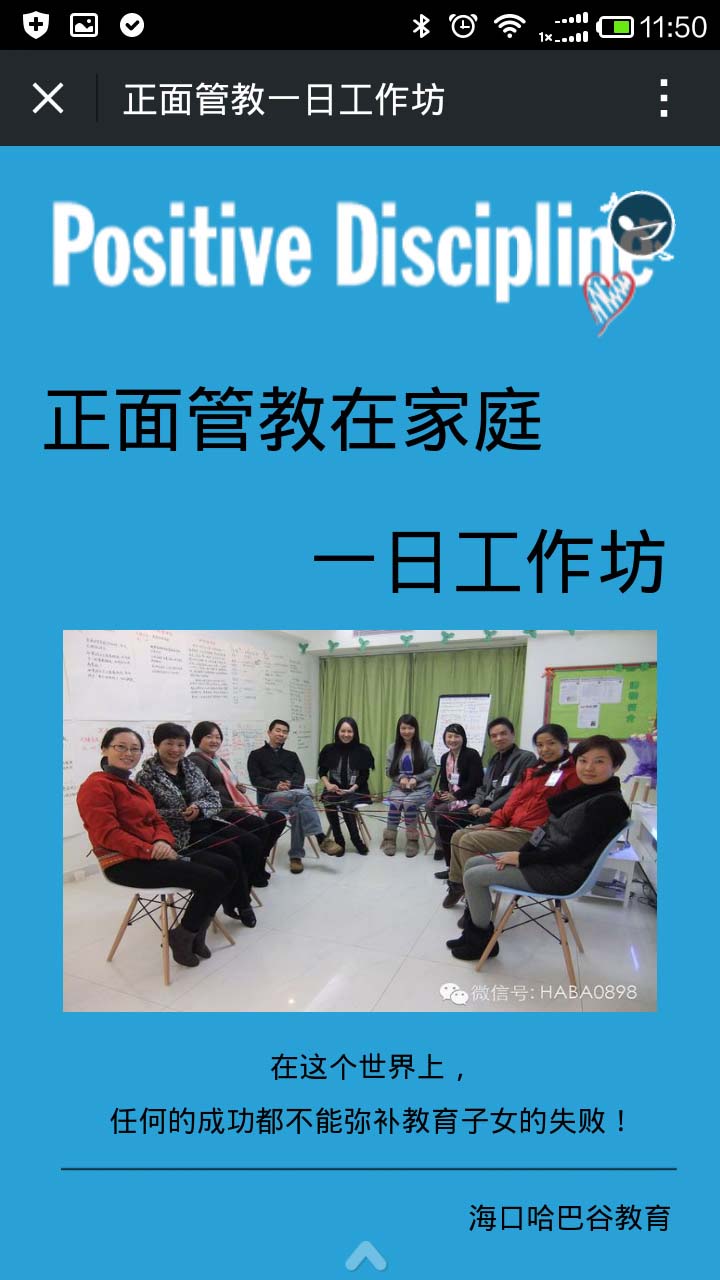 11:50
正面管教一日工作坊
Positive Discipline
正面管教在家庭
一日工作坊
微信号: HABA0898
在这个世界上，
任何的成功都不能弥补教育子女的失败！
海口哈巴谷教育